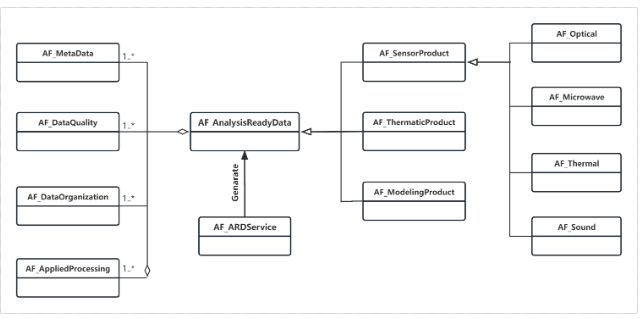 AF_MetaData
1..*
AF_DataQuality
1..*
AF_DataOrganization
1..*
AF_AppliedProcessing
1..*
AF_AnalysisReadyData
Genarate
AF_ARDService
AF_SensorProduct
AF_ThermaticProduct
AF_ModelingProduct
AF_Optical
AF_Microwave
AF_Thermal
AF_Sound